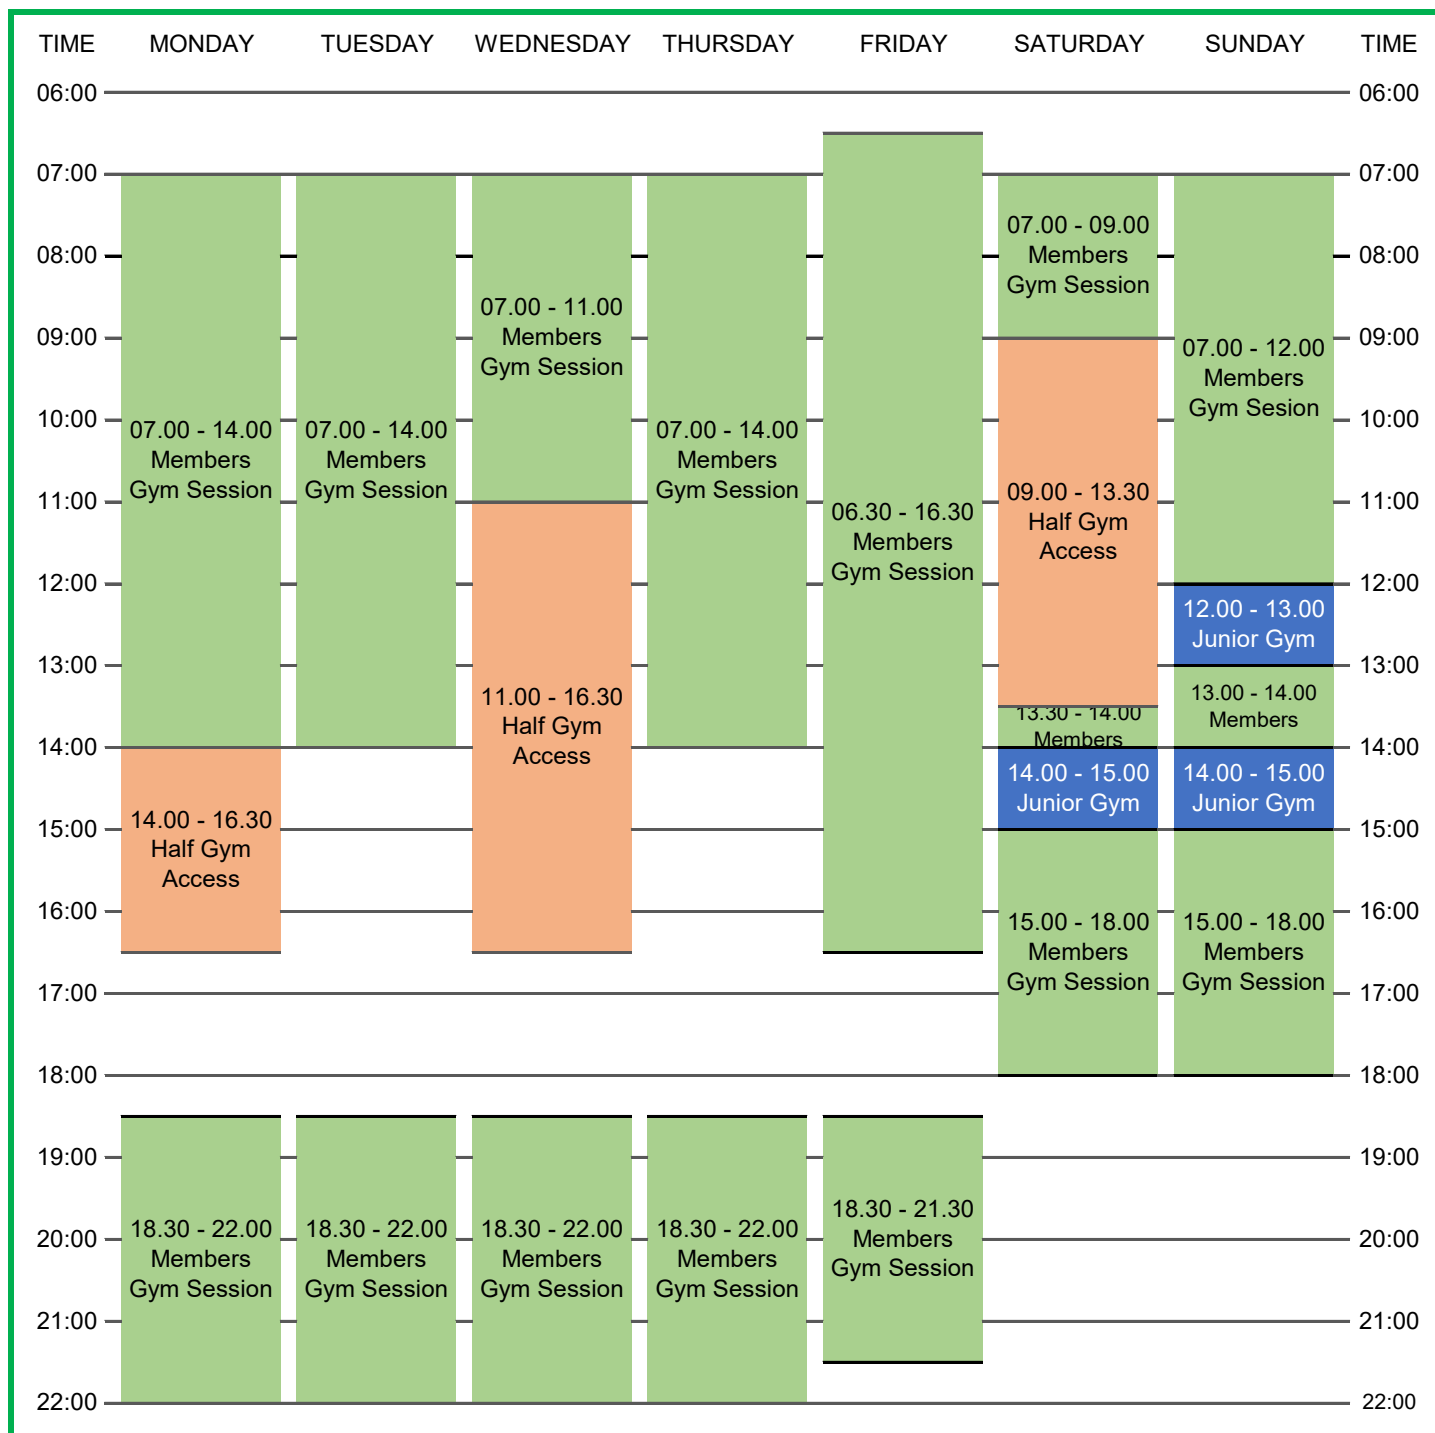 TIME MONDAY TUESDAY WEDNESDAY THURSDAY FRIDAY SATURDAY SUNDAY TIME
06:00 06:00
07:00 07:00
08:00 08:00
09:00 09:00
10:00 10:00
11:00 11:00
12:00 12:00
13:00 13:00
14:00 14:00
15:00 15:00
16:00 16:00
17:00 17:00
18:00 18:00
19:00 19:00
20:00 20:00
21:00 21:00
22:00 22:00
07.00 - 14.00
Members
Gym Session
14.00 - 16.30
Half Gym
Access
18.30 - 22.00
Members
Gym Session
07.00 - 14.00
Members
Gym Session
18.30 - 22.00
Members
Gym Session
07.00 - 11.00
Members
Gym Session
11.00 - 16.30
Half Gym
Access
18.30 - 22.00
Members
Gym Session
07.00 - 14.00
Members
Gym Session
18.30 - 22.00
Members
Gym Session
06.30 - 16.30
Members
Gym Session
18.30 - 21.30
Members
Gym Session
07.00 - 09.00
Members
Gym Session
09.00 - 13.30
Half Gym
Access
13.30 - 14.00
Members
14.00 - 15.00
Junior Gym
15.00 - 18.00
Members
Gym Session
07.00 - 12.00
Members
Gym Sesion
12.00 - 13.00
Junior Gym
13.00 - 14.00
Members
14.00 - 15.00
Junior Gym
15.00 - 18.00
Members
Gym Session